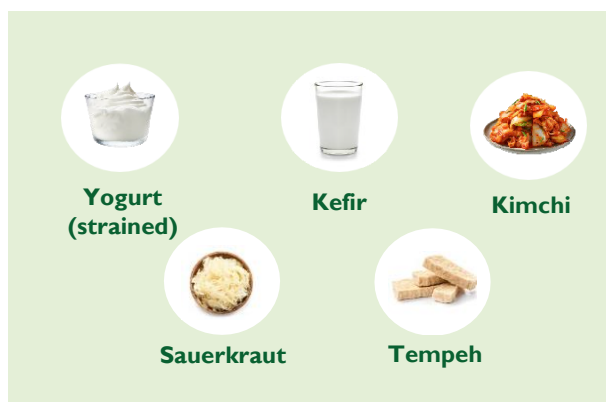 Yogurt
(strained)
Kefir
Kimchi
Sauerkraut
Tempeh